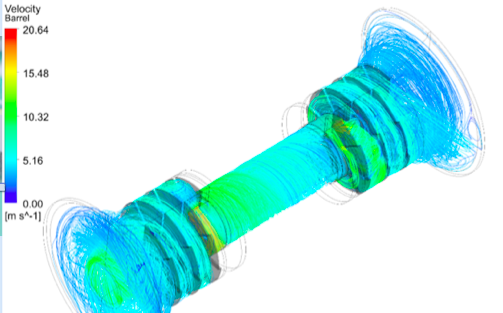 Velocity
Barrel
20.64
15.48
10.32
5.16
0.00
[m s^-1]